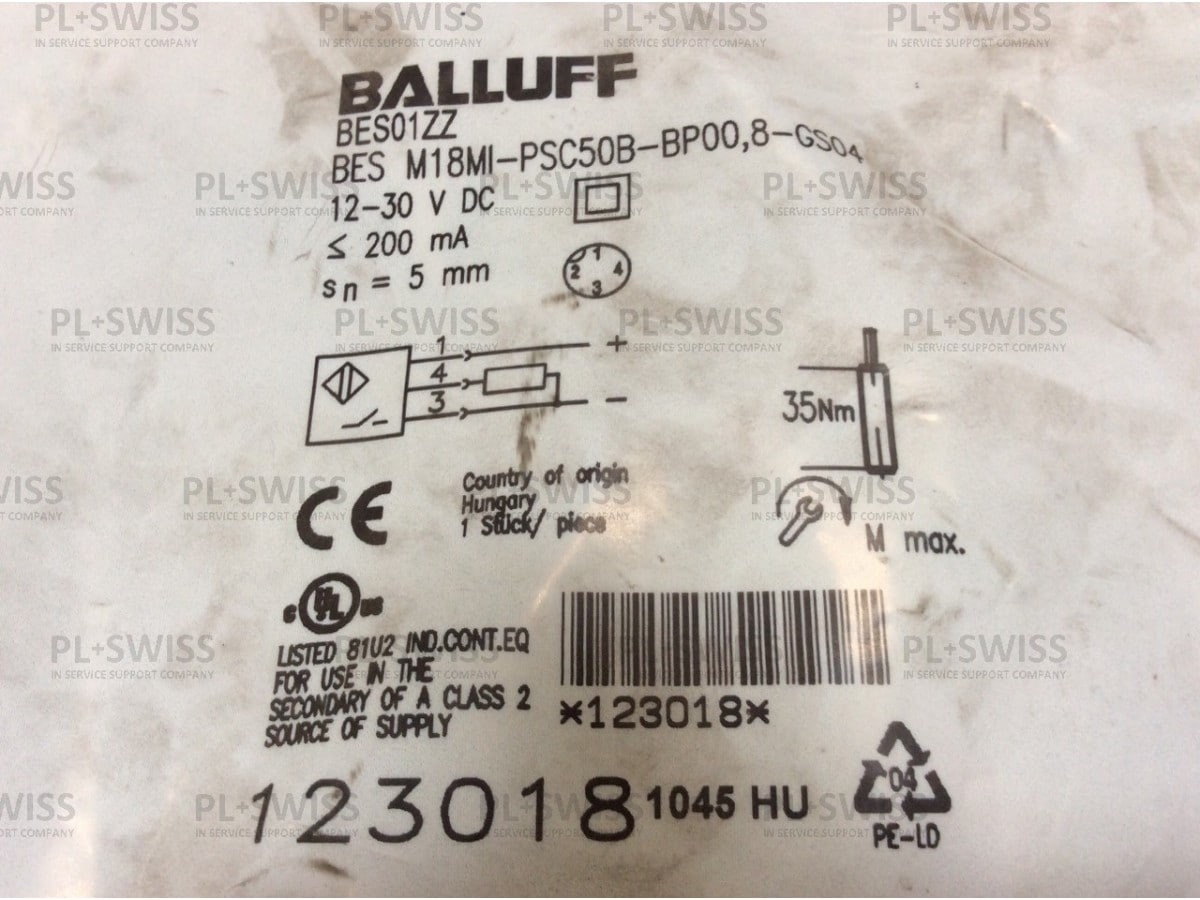 BALLUFF
BES01ZZ
BES M18MI-PSC50B-BP00,8-GS04
12-30 V DC
≤ 200 mA
sn = 5 mm
1
2
4
3
1
+
4
3
-
35Nm
M max.
Country of origin
Hungary
1 Stück/ piece
CE
c UL us
LISTED 81U2 IND.CONT.EQ
FOR USE IN THE
SECONDARY OF A CLASS 2
SOURCE OF SUPPLY
*123018*
123018 1045 HU
04
PE-LD
PL+SWISS
IN SERVICE SUPPORT COMPANY